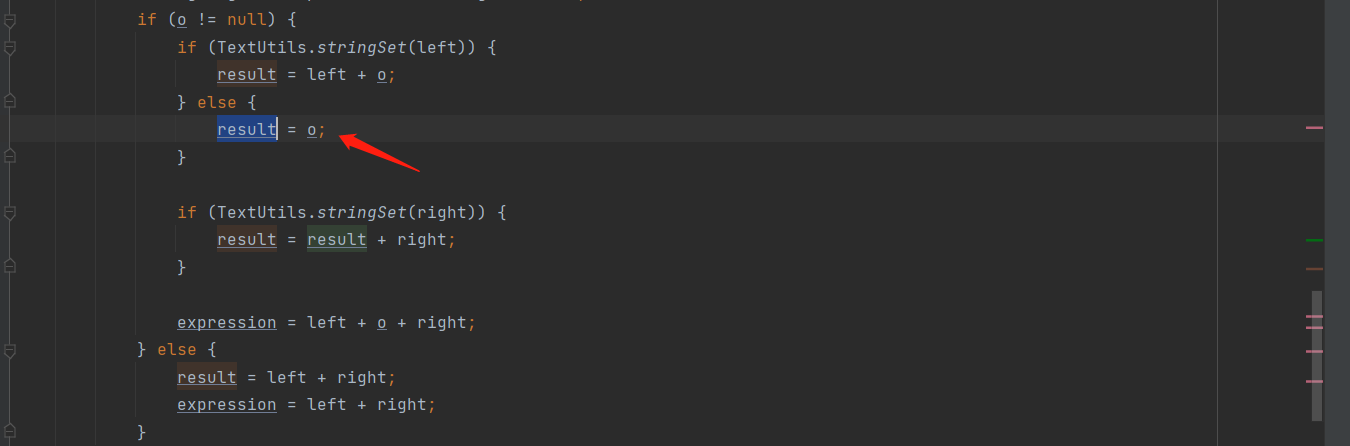 if (o != null) {
if (TextUtils.stringSet(left)) {
result = left + o;
} else {
result = o;
}
if (TextUtils.stringSet(right)) {
result = result + right;
}
expression = left + o + right;
} else {
result = left + right;
expression = left + right;
}